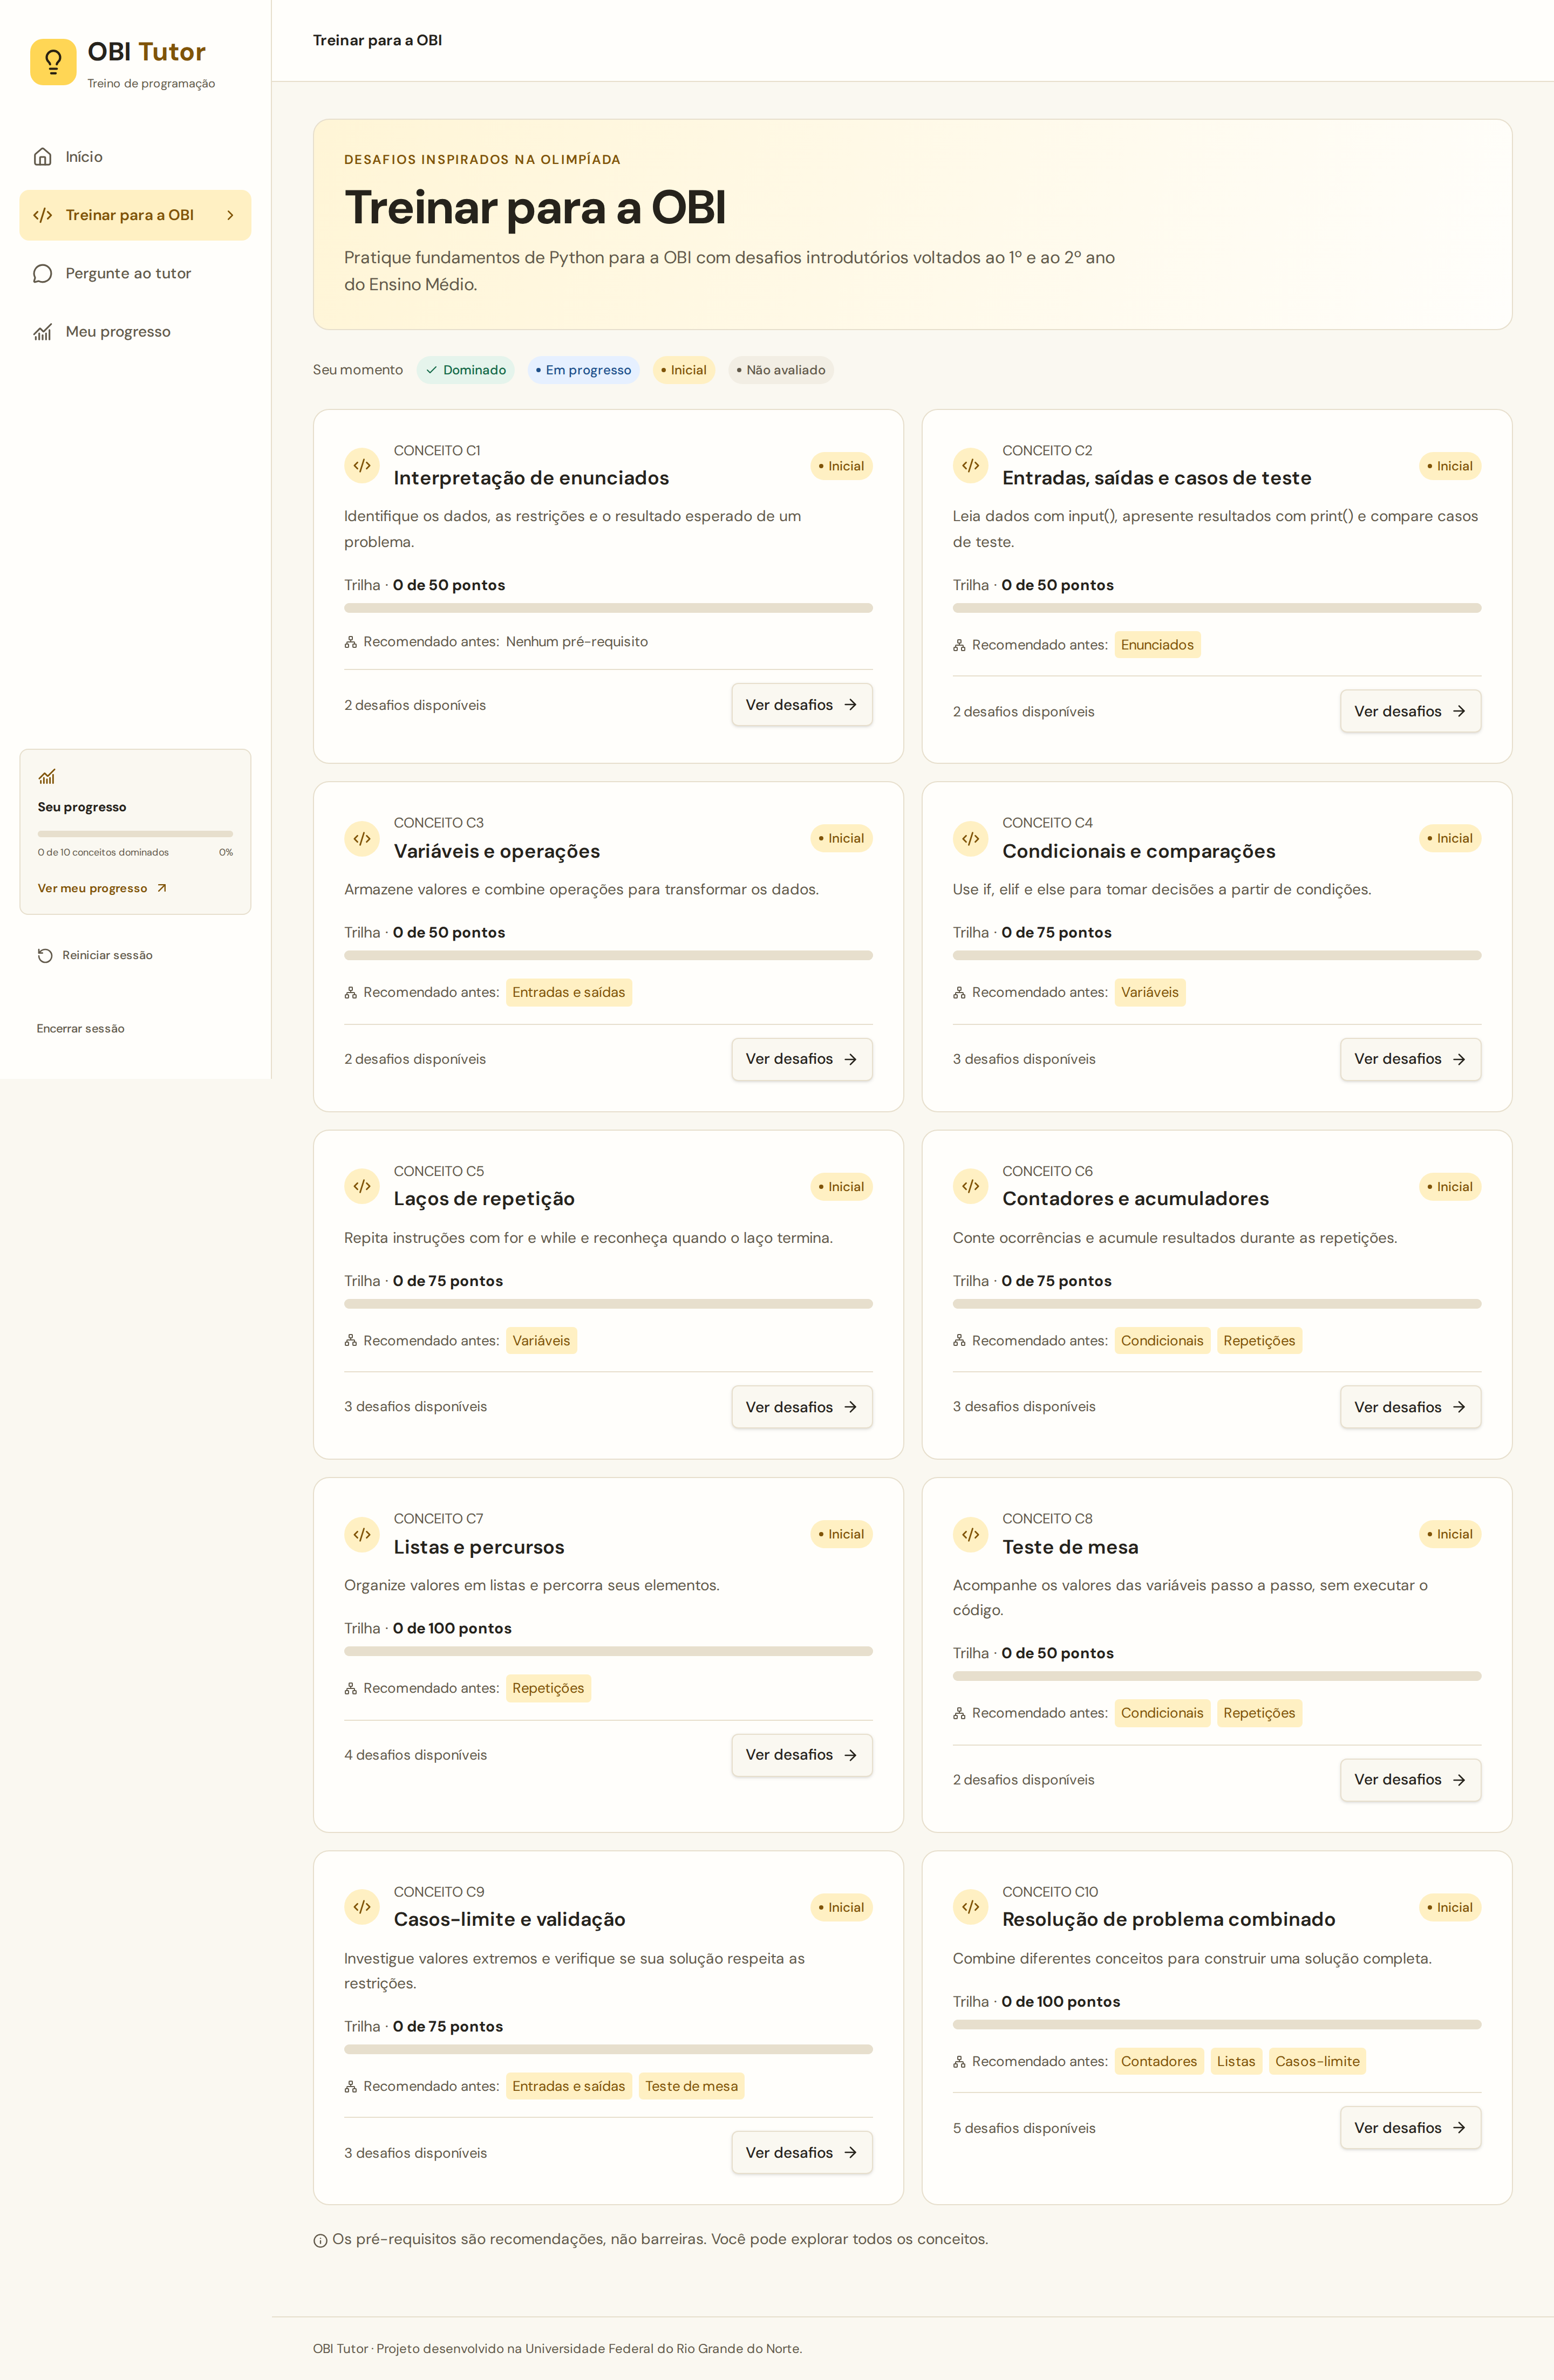 OBI Tutor
Treino de programação
Início
Treinar para a OBI
Pergunte ao tutor
Meu progresso
Seu progresso
0 de 10 conceitos dominados 0%
Ver meu progresso
Reiniciar sessão
Encerrar sessão
Treinar para a OBI
DESAFIOS INSPIRADOS NA OLIMPÍADA
Treinar para a OBI
Pratique fundamentos de Python para a OBI com desafios introdutórios voltados ao 1º e ao 2º ano
do Ensino Médio.
Seu momento Dominado Em progresso Inicial Não avaliado
CONCEITO C1
Interpretação de enunciados
Inicial
Identifique os dados, as restrições e o resultado esperado de um
problema.
Trilha · 0 de 50 pontos
Recomendado antes: Nenhum pré-requisito
2 desafios disponíveis
Ver desafios
CONCEITO C2
Entradas, saídas e casos de teste
Inicial
Leia dados com input(), apresente resultados com print() e compare casos
de teste.
Trilha · 0 de 50 pontos
Recomendado antes: Enunciados
2 desafios disponíveis
Ver desafios
CONCEITO C3
Variáveis e operações
Inicial
Armazene valores e combine operações para transformar os dados.
Trilha · 0 de 50 pontos
Recomendado antes: Entradas e saídas
2 desafios disponíveis
Ver desafios
CONCEITO C4
Condicionais e comparações
Inicial
Use if, elif e else para tomar decisões a partir de condições.
Trilha · 0 de 75 pontos
Recomendado antes: Variáveis
3 desafios disponíveis
Ver desafios
CONCEITO C5
Laços de repetição
Inicial
Repita instruções com for e while e reconheça quando o laço termina.
Trilha · 0 de 75 pontos
Recomendado antes: Variáveis
3 desafios disponíveis
Ver desafios
CONCEITO C6
Contadores e acumuladores
Inicial
Conte ocorrências e acumule resultados durante as repetições.
Trilha · 0 de 75 pontos
Recomendado antes: Condicionais Repetições
3 desafios disponíveis
Ver desafios
CONCEITO C7
Listas e percursos
Inicial
Organize valores em listas e percorra seus elementos.
Trilha · 0 de 100 pontos
Recomendado antes: Repetições
4 desafios disponíveis
Ver desafios
CONCEITO C8
Teste de mesa
Inicial
Acompanhe os valores das variáveis passo a passo, sem executar o
código.
Trilha · 0 de 50 pontos
Recomendado antes: Condicionais Repetições
2 desafios disponíveis
Ver desafios
CONCEITO C9
Casos-limite e validação
Inicial
Investigue valores extremos e verifique se sua solução respeita as
restrições.
Trilha · 0 de 75 pontos
Recomendado antes: Entradas e saídas Teste de mesa
3 desafios disponíveis
Ver desafios
CONCEITO C10
Resolução de problema combinado
Inicial
Combine diferentes conceitos para construir uma solução completa.
Trilha · 0 de 100 pontos
Recomendado antes: Contadores Listas Casos-limite
5 desafios disponíveis
Ver desafios
Os pré-requisitos são recomendações, não barreiras. Você pode explorar todos os conceitos.
OBI Tutor · Projeto desenvolvido na Universidade Federal do Rio Grande do Norte.